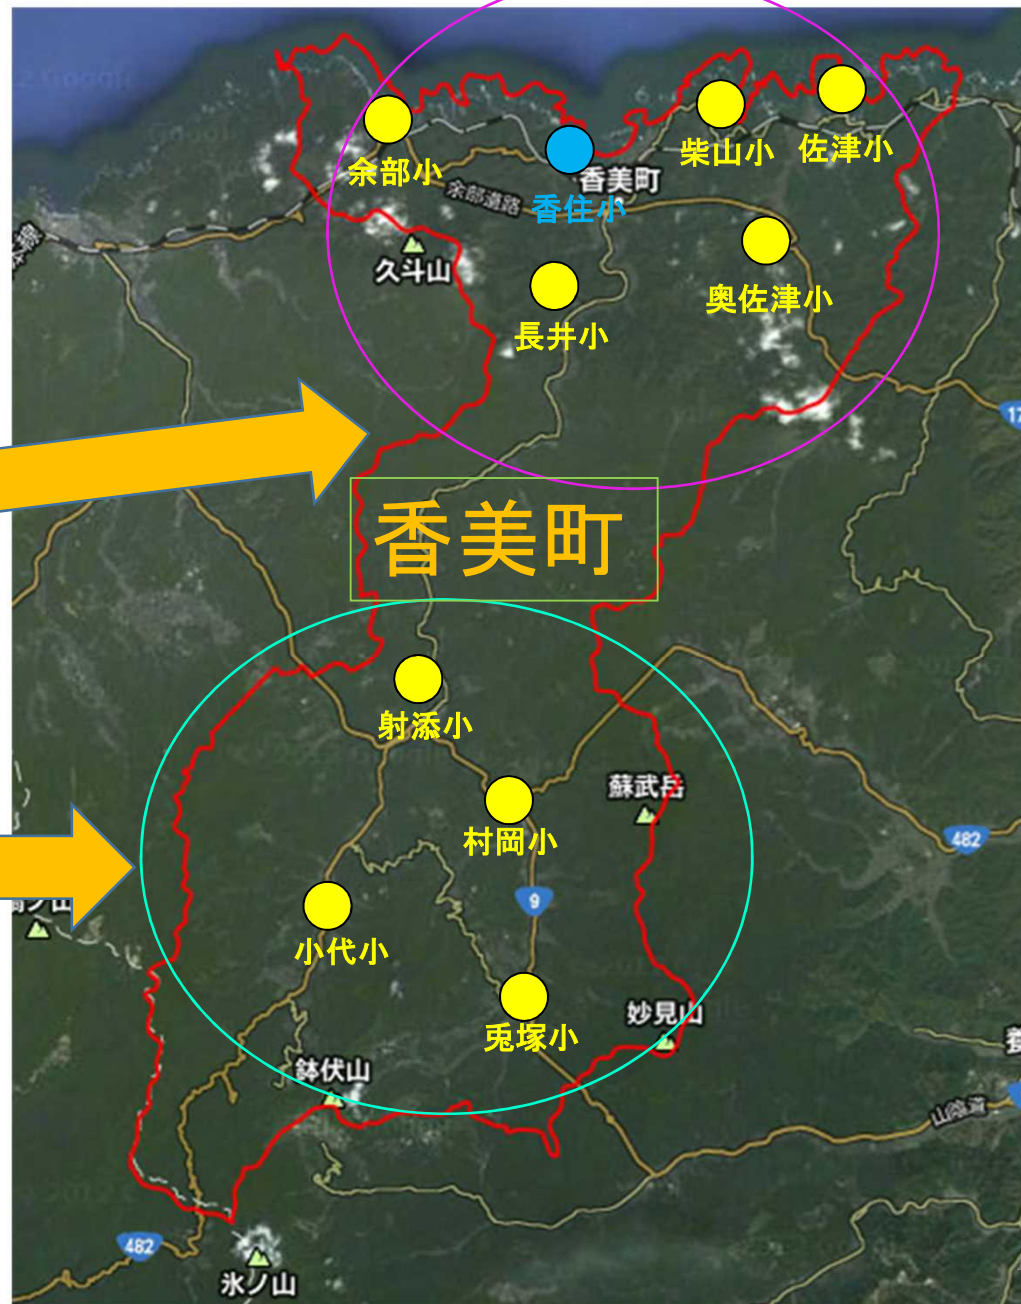 余部小
柴山小
佐津小
香美町
余部道路
香住小
久斗山
奥佐津小
長井小
17
香美町
射添小
蘇武岳
村岡小
482
9
小代小
妙見山
兎塚小
鉢伏山
山陰道
482
氷ノ山